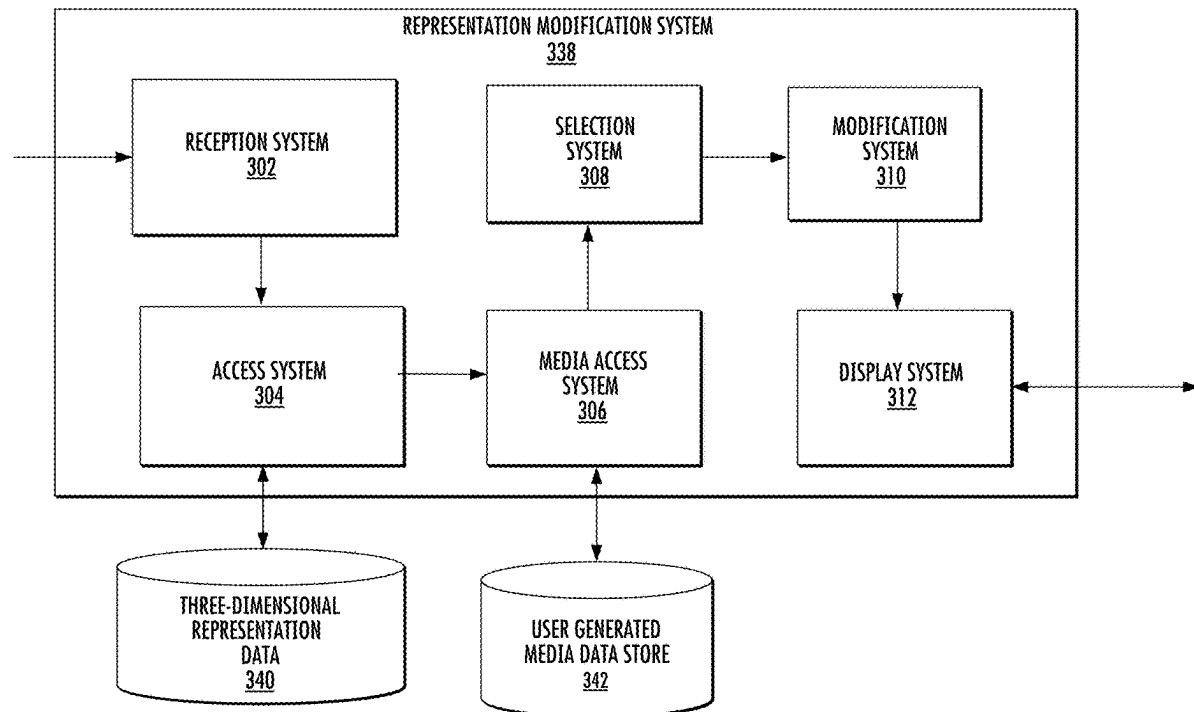 REPRESENTATION MODIFICATION SYSTEM
338
RECEPTION SYSTEM
302
SELECTION
SYSTEM
308
MODIFICATION
SYSTEM
310
ACCESS SYSTEM
304
MEDIA ACCESS
SYSTEM
306
DISPLAY SYSTEM
312
THREE-DIMENSIONAL
REPRESENTATION
DATA
340
USER GENERATED
MEDIA DATA STORE
342